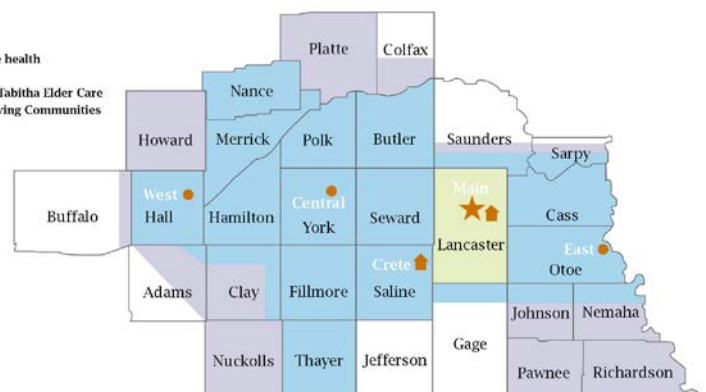 health
Tabitha Elder Care
ving Communities
Platte
Colfax
Nance
Howard
Merrick
Polk
Butler
Saunders
Sarpy
West
Main
Central
Buffalo
Hall
Hamilton
York
Seward
Cass
Lancaster
East
Crete
Otoe
Adams
Clay
Fillmore
Saline
Johnson
Nemaha
Gage
Nuckolls
Thayer
Jefferson
Pawnee
Richardson